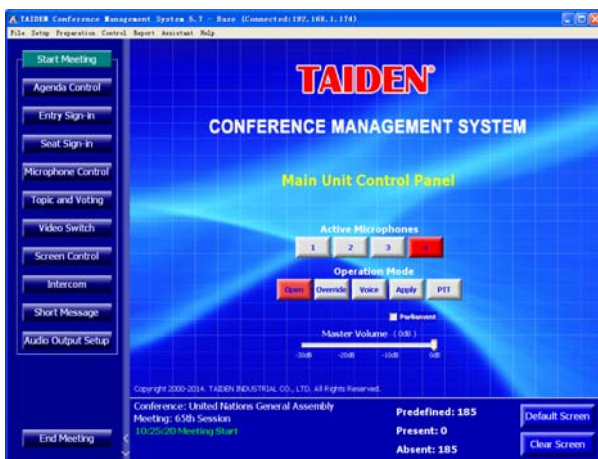 TAIDEN Conference Management System 5.7 - Base (Connected:192.168.1.174)
File Setup Preparation Control Report Assistant Help
Start Meeting
Agenda Control
Entry Sign-in
Seat Sign-in
Microphone Control
Topic and Voting
Video Switch
Screen Control
Intercom
Short Message
Audio Output Setup
End Meeting
TAIDEN®
CONFERENCE MANAGEMENT SYSTEM
Main Unit Control Panel
Active Microphones
1 2 3 4
Operation Mode
Open Override Voice Apply PTT
Parliament
Master Volume ( 0dB )
-30dB -20dB -10dB 0dB
Copyright 2000-2014. TAIDEN INDUSTRIAL CO., LTD. All Rights Reserved.
Conference: United Nations General Assembly
Meeting: 65th Session
10:25:20 Meeting Start
Predefined: 185
Present: 0
Absent: 185
Default Screen
Clear Screen